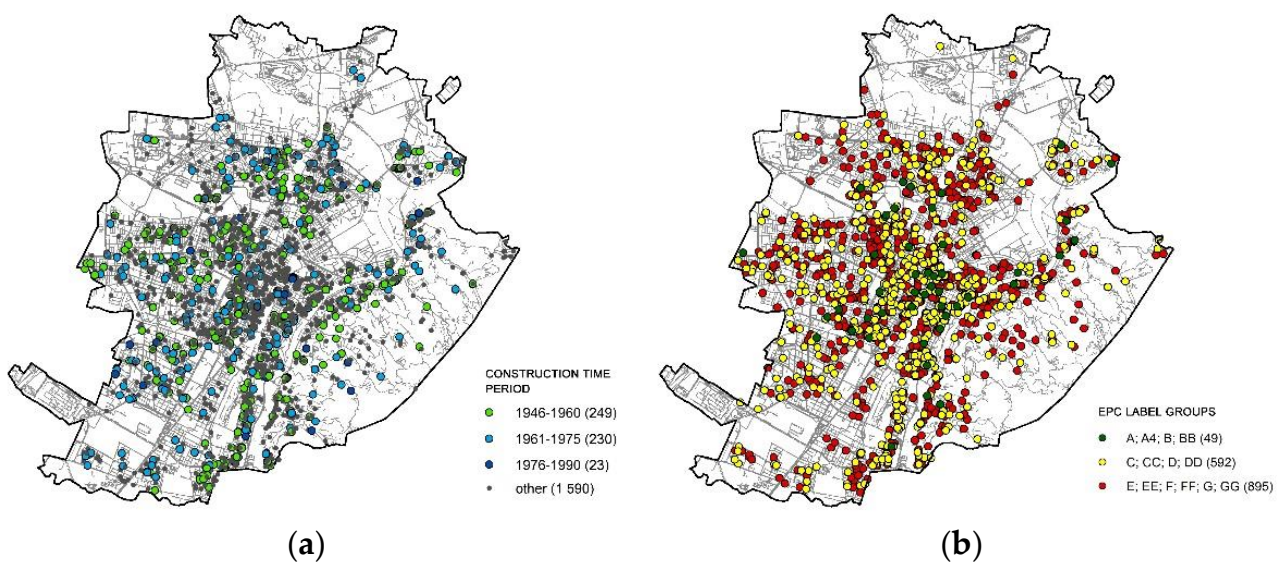 CONSTRUCTION TIME
PERIOD
1946-1960 (249)
1961-1975 (230)
1976-1990 (23)
other (1 590)
EPC LABEL GROUPS
A; A4; B; BB (49)
C; CC; D; DD (592)
E; EE; F; FF; G; GG (895)
(a)
(b)